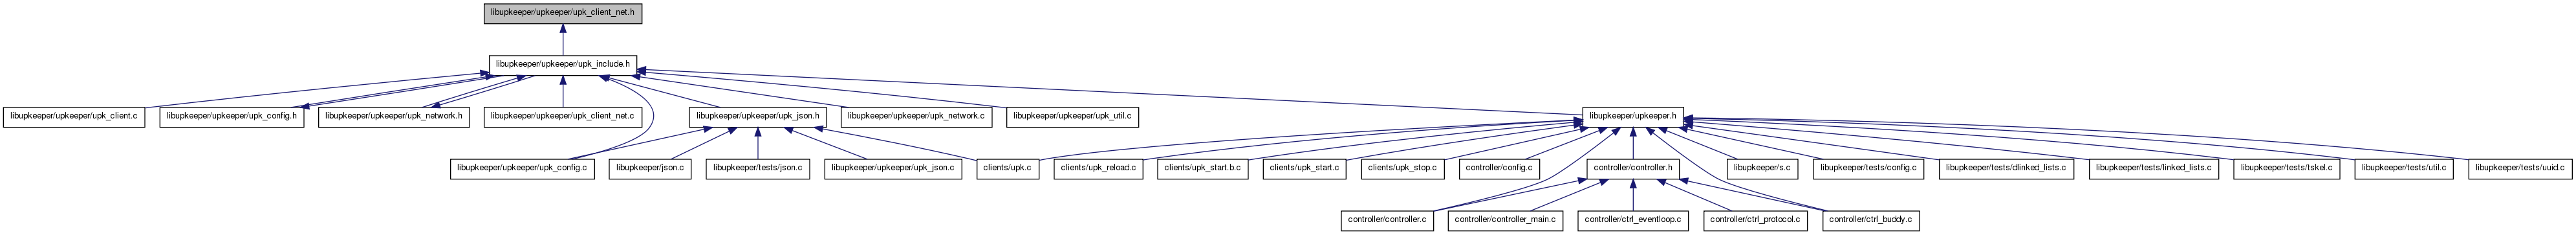 libupkeeper/upkeeper/upk_client_net.h
libupkeeper/upkeeper/upk_include.h
libupkeeper/upkeeper/upk_client.c
libupkeeper/upkeeper/upk_config.h
libupkeeper/upkeeper/upk_network.h
libupkeeper/upkeeper/upk_client_net.c
libupkeeper/upkeeper/upk_json.h
libupkeeper/upkeeper/upk_network.c
libupkeeper/upkeeper/upk_util.c
libupkeeper/upkeeper.h
libupkeeper/upkeeper/upk_config.c
libupkeeper/json.c
libupkeeper/tests/json.c
libupkeeper/upkeeper/upk_json.c
clients/upk.c
clients/upk_reload.c
clients/upk_start.b.c
clients/upk_start.c
clients/upk_stop.c
controller/config.c
controller/controller.h
libupkeeper/s.c
libupkeeper/tests/config.c
libupkeeper/tests/dlinked_lists.c
libupkeeper/tests/linked_lists.c
libupkeeper/tests/tskel.c
libupkeeper/tests/util.c
libupkeeper/tests/uuid.c
controller/controller.c
controller/controller_main.c
controller/ctrl_eventloop.c
controller/ctrl_protocol.c
controller/ctrl_buddy.c